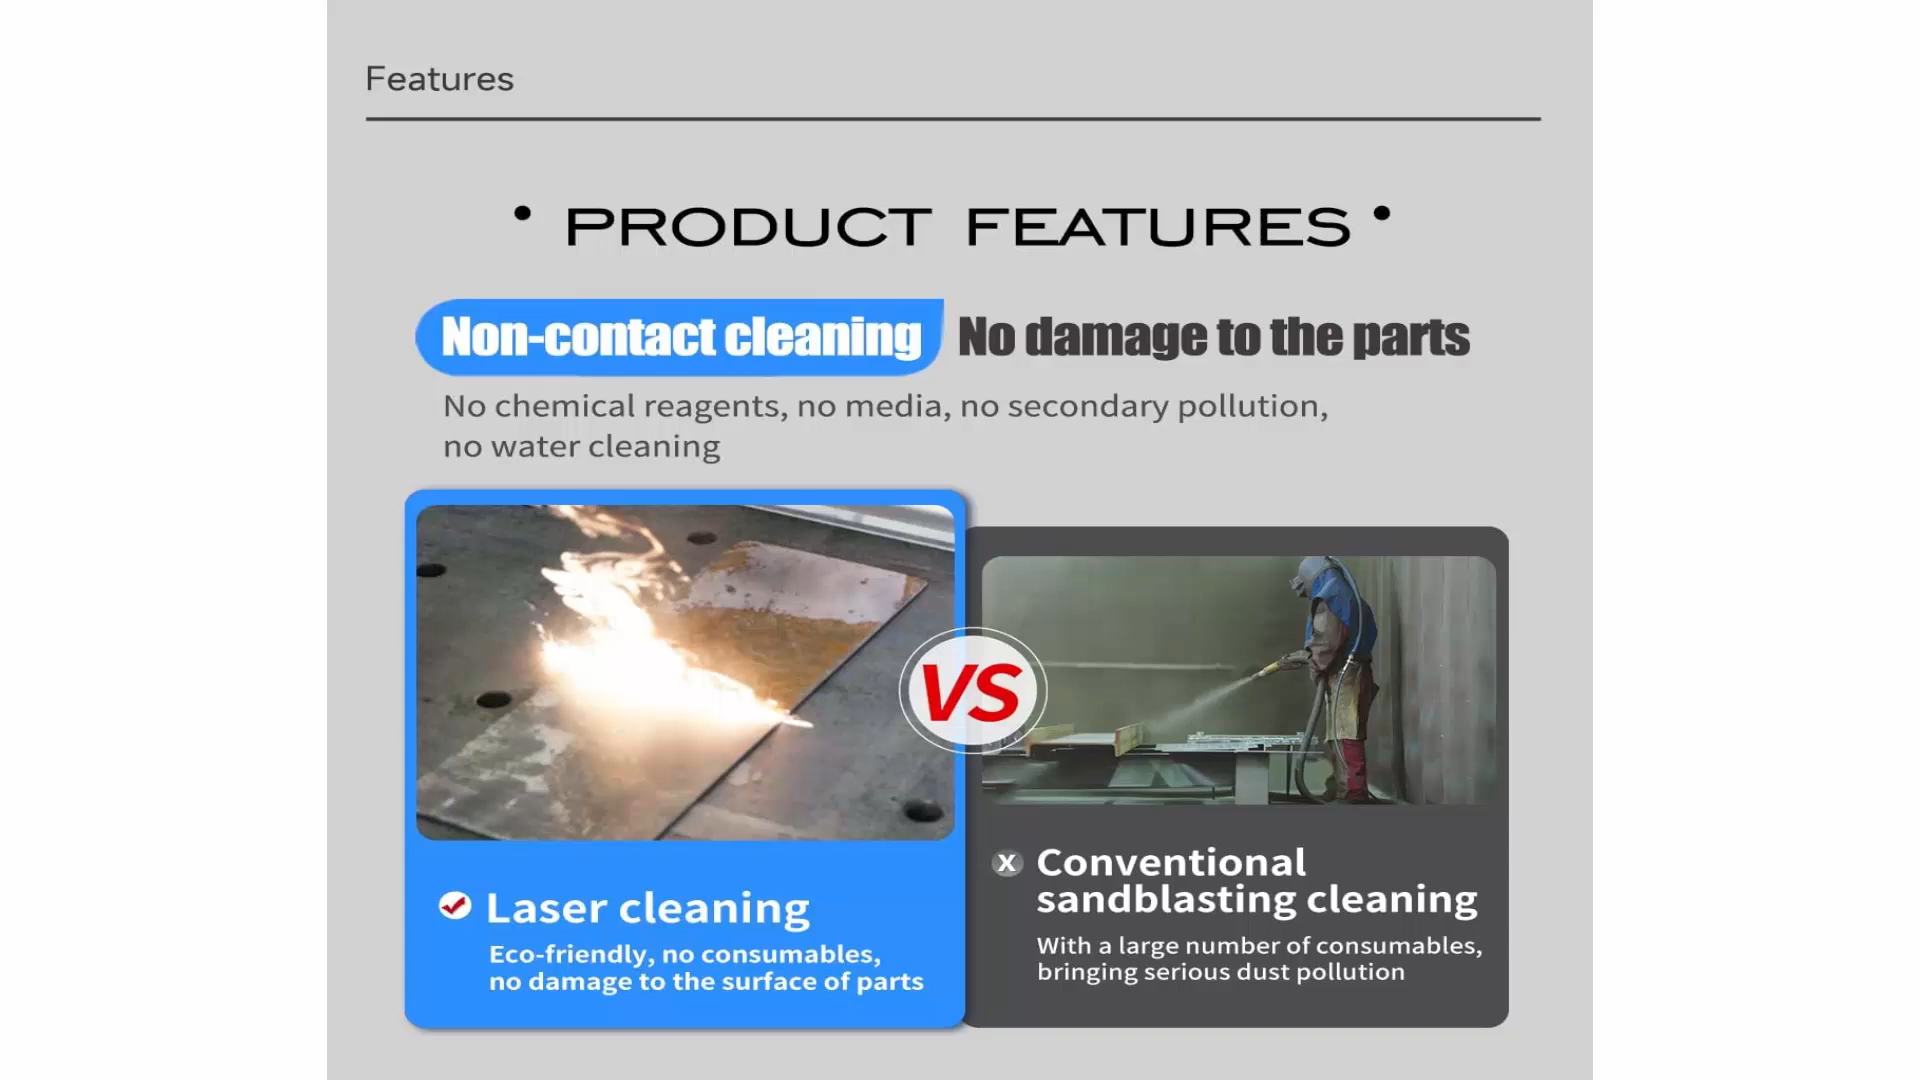 Features
• PRODUCT FEATURES •
Non-contact cleaning No damage to the parts
No chemical reagents, no media, no secondary pollution,
no water cleaning
VS
Laser cleaning
Eco-friendly, no consumables,
no damage to the surface of parts
X Conventional
sandblasting cleaning
With a large number of consumables,
bringing serious dust pollution